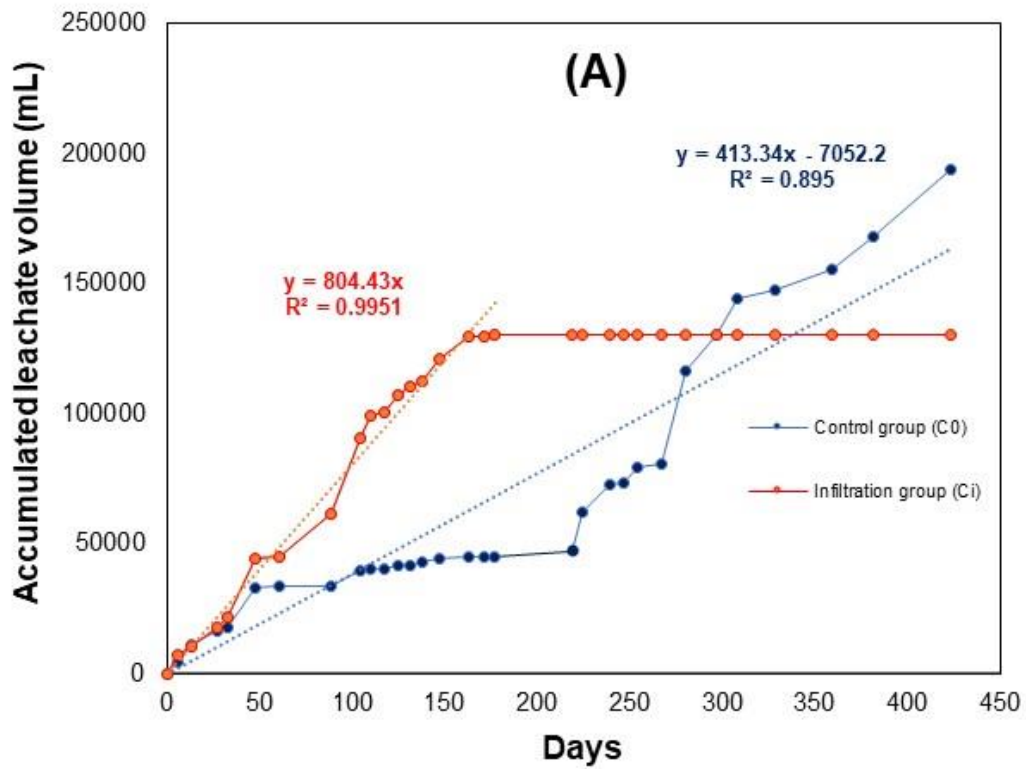 (A)
Accumulated leachate volume (mL)
250000
200000
150000
100000
50000
0
y = 413.34x - 7052.2
R² = 0.895
y = 804.43x
R² = 0.9951
Control group (C0)
Infiltration group (Ci)
0 50 100 150 200 250 300 350 400 450
Days